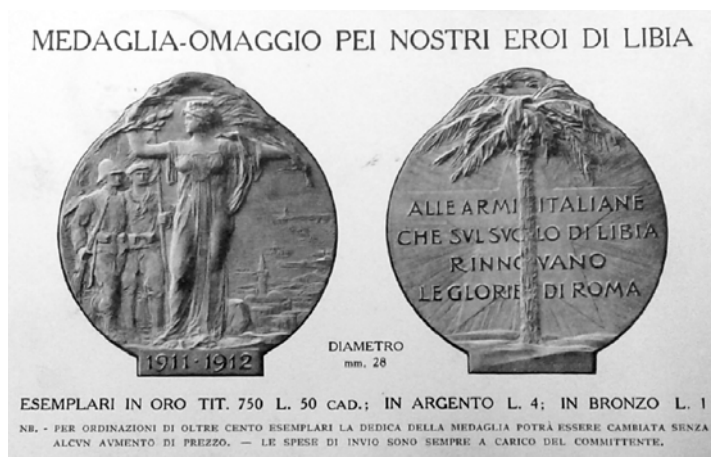 MEDAGLIA-OMAGGIO PEI NOSTRI EROI DI LIBIA
1911-1912
ALLE ARMI ITALIANE
CHE SVL SVOLO DI LIBIA
RINNOVANO
LE GLORIE DI ROMA
DIAMETRO
mm. 28
ESEMPLARI IN ORO TIT. 750 L. 50 CAD.; IN ARGENTO L. 4; IN BRONZO L. 1
NB. - PER ORDINAZIONI DI OLTRE CENTO ESEMPLARI LA DEDICA DELLA MEDAGLIA POTRÀ ESSERE CAMBIATA SENZA
ALCVN AVMENTO DI PREZZO. — LE SPESE DI INVIO SONO SEMPRE A CARICO DEL COMMITTENTE.